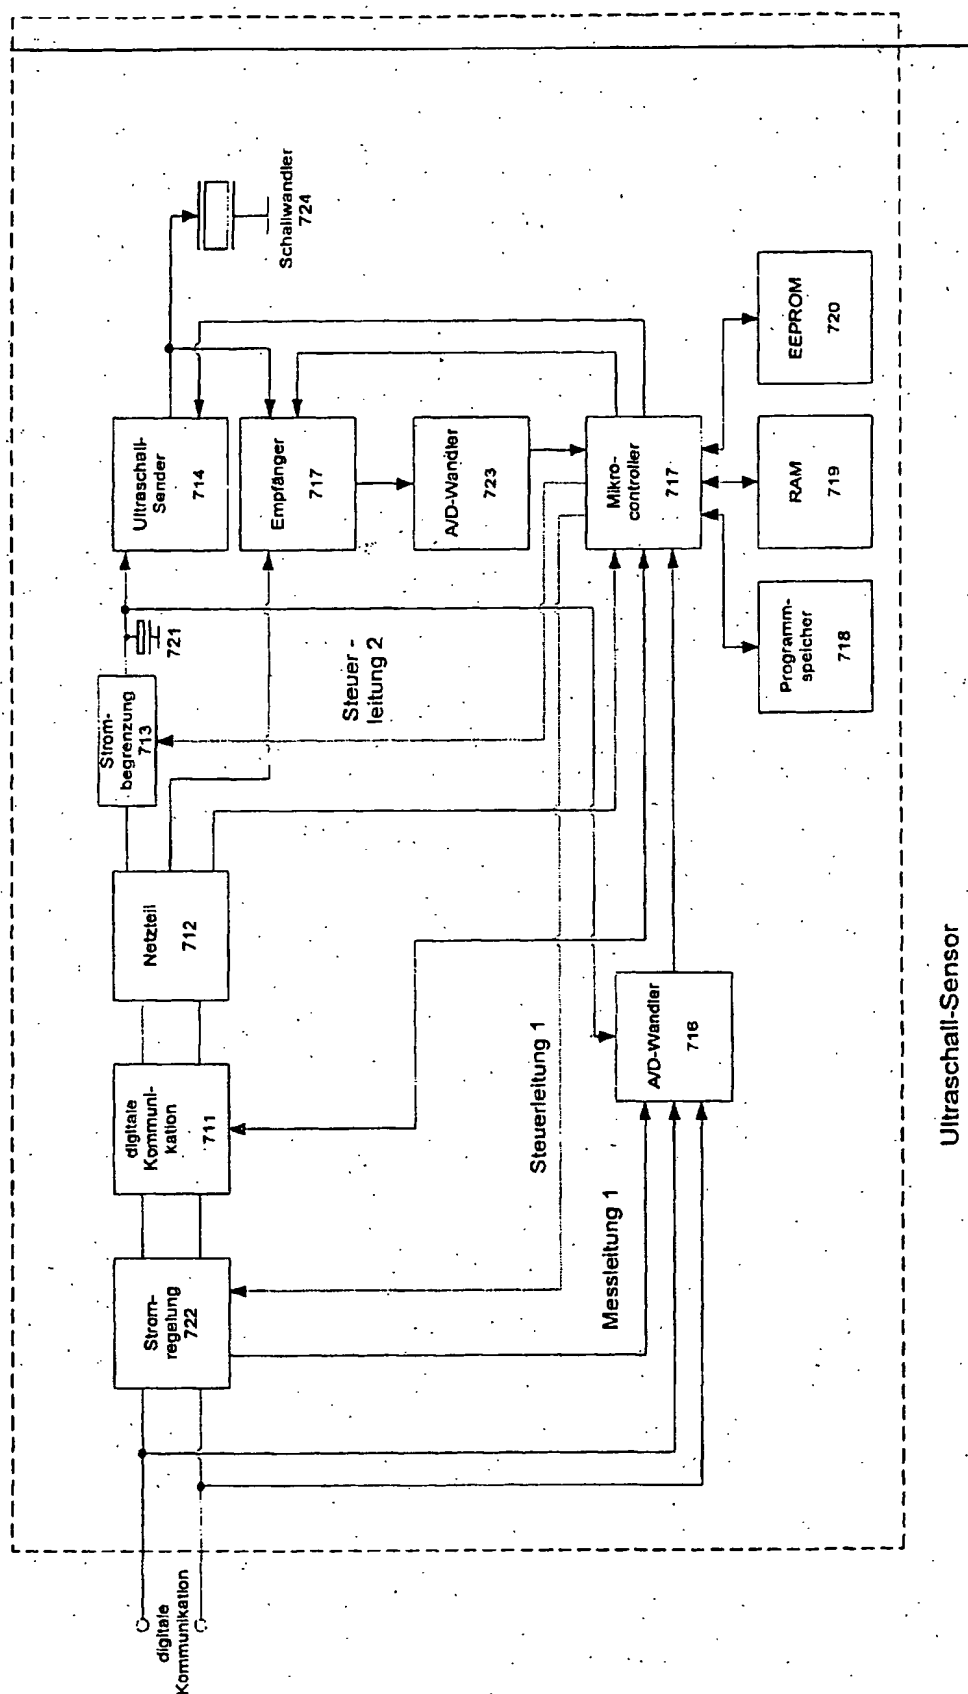 digitale
Kommunikation
Strom-
regelung
722
digitale
Kommuni-
kation
711
Netzteil
712
Strom-
begrenzung
713
721
Ultraschall-
Sender
714
Schallwandler
724
Empfänger
717
A/D-Wandler
723
Mikro-
controller
717
Steuer -
leitung 2
Steuerleitung 1
Messleitung 1
A/D-Wandler
716
Programm-
speicher
718
RAM
719
EEPROM
720
Ultraschall-Sensor